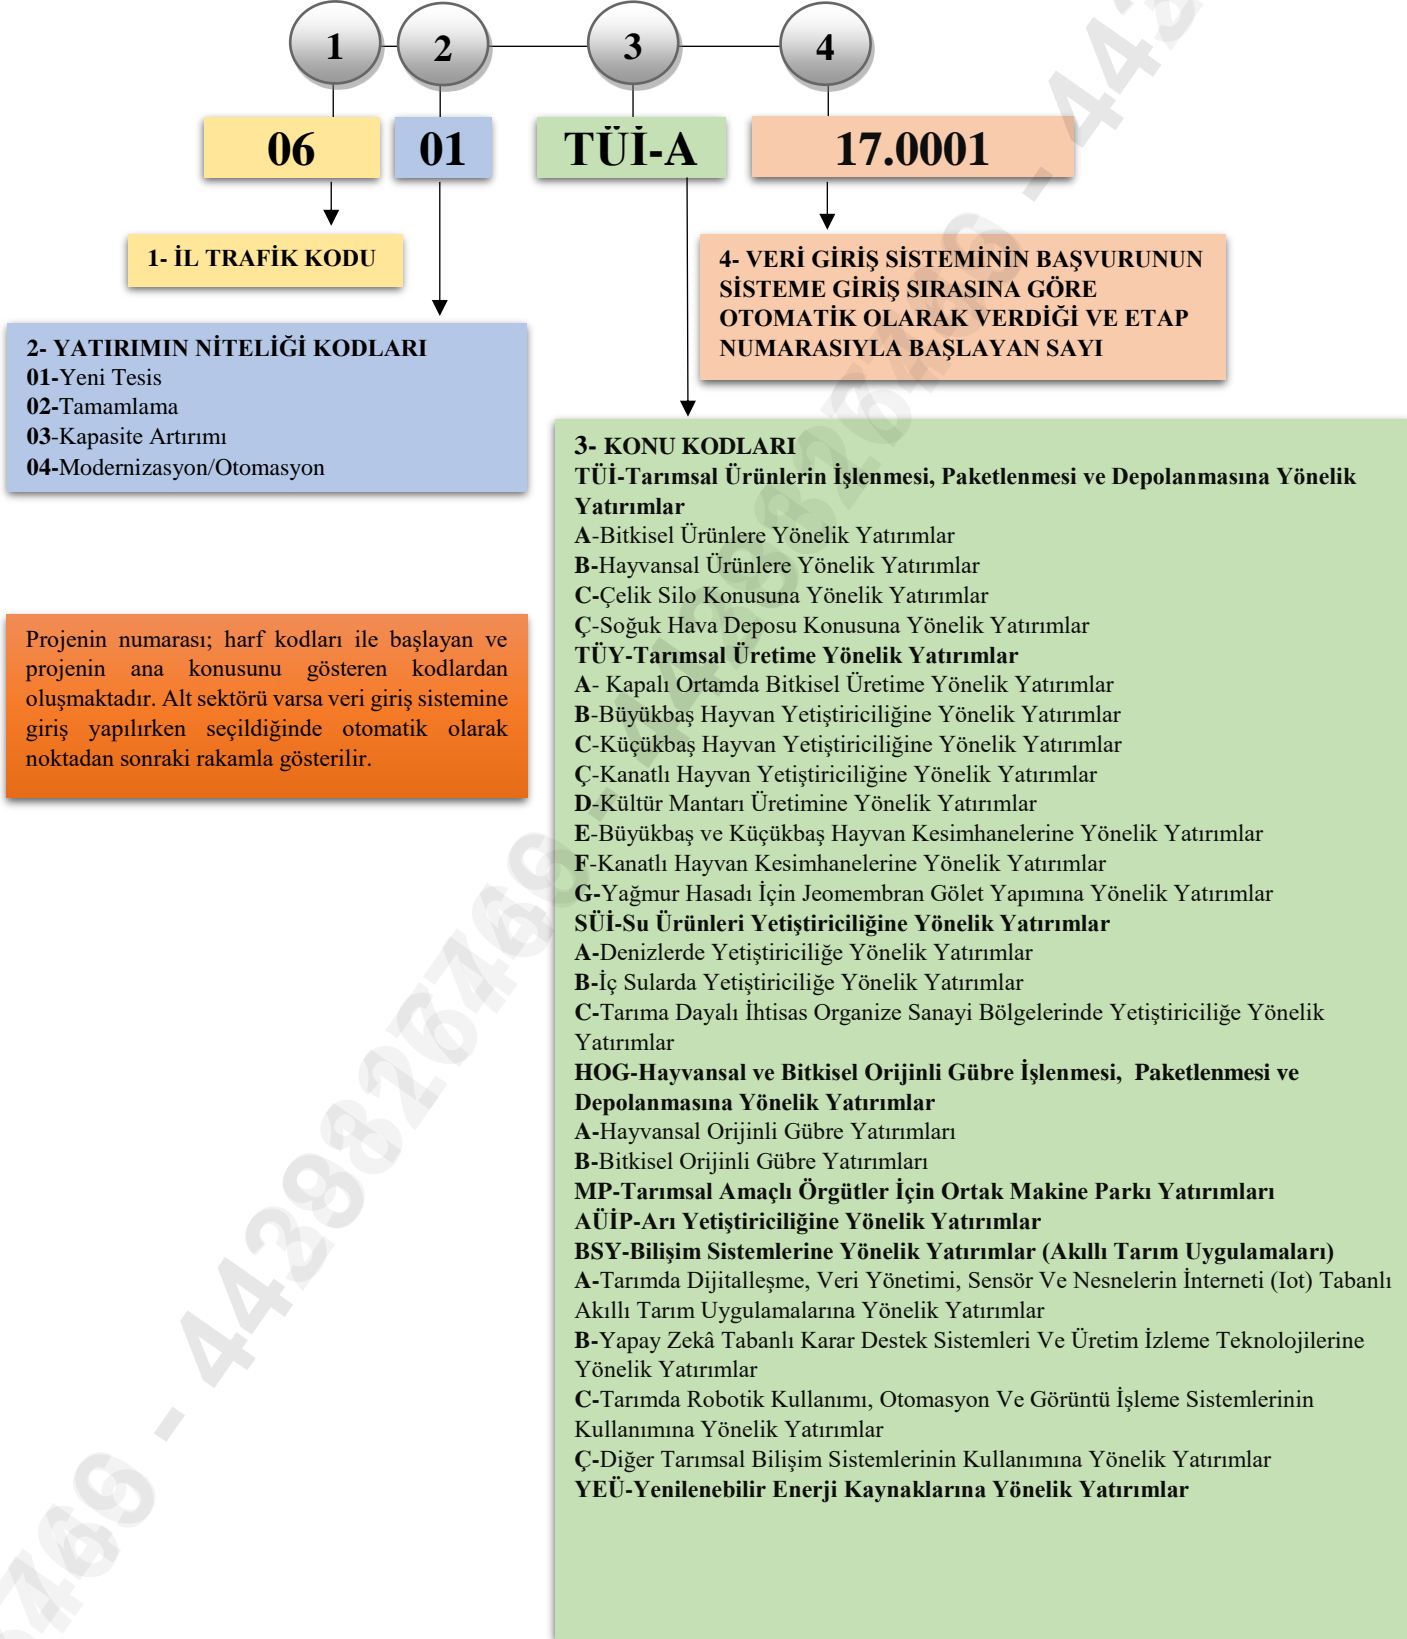 1 2 3 4
06 01 TÜİ-A 17.0001
1- İL TRAFİK KODU
2- YATIRIMIN NİTELİĞİ KODLARI
01-Yeni Tesis
02-Tamamlama
03-Kapasite Artırımı
04-Modernizasyon/Otomasyon
4- VERİ GİRİŞ SİSTEMİNİN BAŞVURUNUN
SİSTEME GİRİŞ SIRASINA GÖRE
OTOMATİK OLARAK VERDİĞİ VE ETAP
NUMARASIYLA BAŞLAYAN SAYI
Projenin numarası; harf kodları ile başlayan ve
projenin ana konusunu gösteren kodlardan
oluşmaktadır. Alt sektörü varsa veri giriş sistemine
giriş yapılırken seçildiğinde otomatik olarak
noktadan sonraki rakamla gösterilir.
3- KONU KODLARI
TÜİ-Tarımsal Ürünlerin İşlenmesi, Paketlenmesi ve Depolanmasına Yönelik
Yatırımlar
A-Bitkisel Ürünlere Yönelik Yatırımlar
B-Hayvansal Ürünlere Yönelik Yatırımlar
C-Çelik Silo Konusuna Yönelik Yatırımlar
Ç-Soğuk Hava Deposu Konusuna Yönelik Yatırımlar
TÜY-Tarımsal Üretime Yönelik Yatırımlar
A- Kapalı Ortamda Bitkisel Üretime Yönelik Yatırımlar
B-Büyükbaş Hayvan Yetiştiriciliğine Yönelik Yatırımlar
C-Küçükbaş Hayvan Yetiştiriciliğine Yönelik Yatırımlar
Ç-Kanatlı Hayvan Yetiştiriciliğine Yönelik Yatırımlar
D-Kültür Mantarı Üretimine Yönelik Yatırımlar
E-Büyükbaş ve Küçükbaş Hayvan Kesimhanelerine Yönelik Yatırımlar
F-Kanatlı Hayvan Kesimhanelerine Yönelik Yatırımlar
G-Yağmur Hasadı İçin Jeomembran Gölet Yapımına Yönelik Yatırımlar
SÜİ-Su Ürünleri Yetiştiriciliğine Yönelik Yatırımlar
A-Denizlerde Yetiştiriciliğe Yönelik Yatırımlar
B-İç Sularda Yetiştiriciliğe Yönelik Yatırımlar
C-Tarıma Dayalı İhtisas Organize Sanayi Bölgelerinde Yetiştiriciliğe Yönelik
Yatırımlar
HOG-Hayvansal ve Bitkisel Orijinli Gübre İşlenmesi, Paketlenmesi ve
Depolanmasına Yönelik Yatırımlar
A-Hayvansal Orijinli Gübre Yatırımları
B-Bitkisel Orijinli Gübre Yatırımları
MP-Tarımsal Amaçlı Örgütler İçin Ortak Makine Parkı Yatırımları
AÜİP-Arı Yetiştiriciliğine Yönelik Yatırımlar
BSY-Bilişim Sistemlerine Yönelik Yatırımlar (Akıllı Tarım Uygulamaları)
A-Tarımda Dijitalleşme, Veri Yönetimi, Sensör Ve Nesnelerin İnterneti (Iot) Tabanlı
Akıllı Tarım Uygulamalarına Yönelik Yatırımlar
B-Yapay Zekâ Tabanlı Karar Destek Sistemleri Ve Üretim İzleme Teknolojilerine
Yönelik Yatırımlar
C-Tarımda Robotik Kullanımı, Otomasyon Ve Görüntü İşleme Sistemlerinin
Kullanımına Yönelik Yatırımlar
Ç-Diğer Tarımsal Bilişim Sistemlerinin Kullanımına Yönelik Yatırımlar
YEÜ-Yenilenebilir Enerji Kaynaklarına Yönelik Yatırımlar